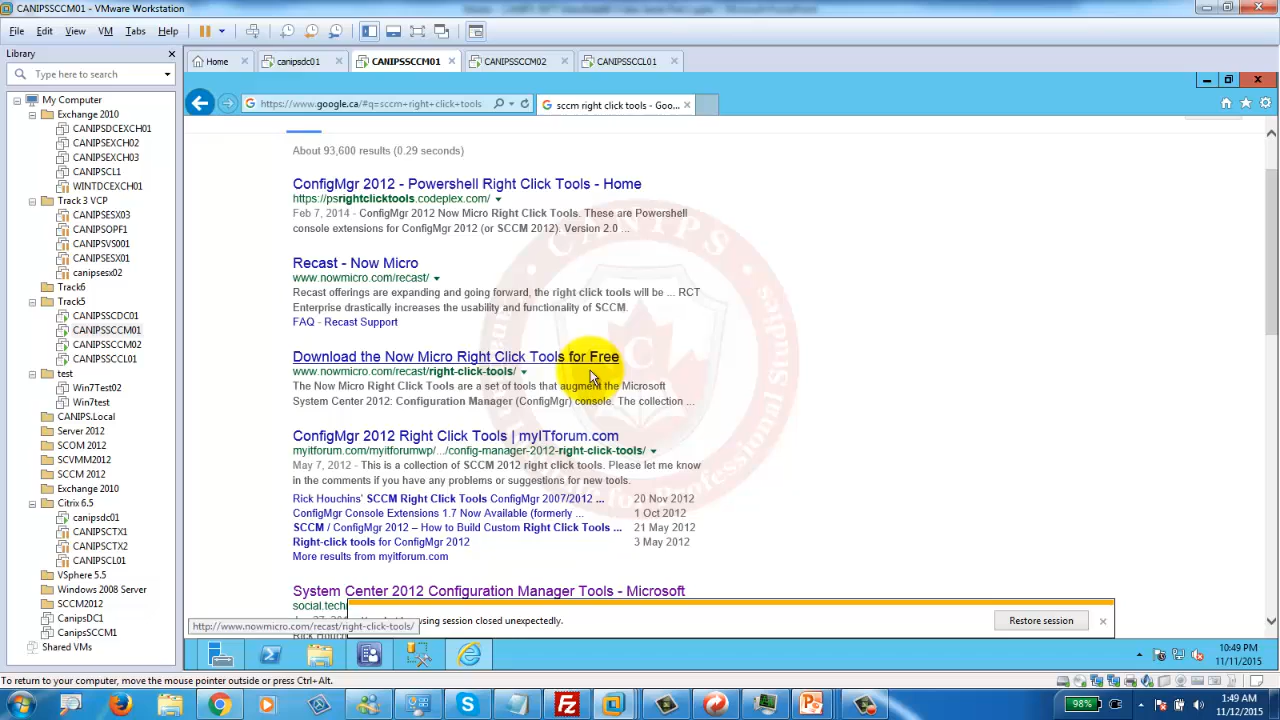 CANIPSSCCM01 - VMware Workstation
File Edit View VM Tabs Help
Library
Type here to search
Home canipsdc01 CANIPSSCCM01 CANIPSSCCM02 CANIPSSCCL01
My Computer
Exchange 2010
CANIPSDCEXCH01
CANIPSEXCH02
CANIPSEXCH03
CANIPSCL1
WINTDCEXCH01
Track 3 VCP
CANIPSESX03
CANIPSOPF1
CANIPSVS001
CANIPSESX01
canipsesx02
Track6
Track5
CANIPSSCDC01
CANIPSSCCM01
CANIPSSCCM02
CANIPSSCCL01
test
Win7Test02
Win7test
CANIPS.Local
Server 2012
SCOM 2012
SCVMM2012
SCCM 2012
Exchange 2010
Citrix 6.5
canipsdc01
CANIPSCTX1
CANIPSCTX2
CANIPSCL01
VSphere 5.5
Windows 2008 Server
SCCM2012
CanipsDC1
CanipsSCCM1
Shared VMs
https://www.google.ca/#q=sccm+right+click+tools
sccm right click tools - Goo...
About 93,600 results (0.29 seconds)
ConfigMgr 2012 - Powershell Right Click Tools - Home
https://psrightclicktools.codeplex.com/
Feb 7, 2014 - ConfigMgr 2012 Now Micro Right Click Tools. These are Powershell
console extensions for ConfigMgr 2012 (or SCCM 2012). Version 2.0 ...
Recast - Now Micro
www.nowmicro.com/recast/
Recast offerings are expanding and going forward, the right click tools will be ... RCT
Enterprise drastically increases the usability and functionality of SCCM.
FAQ - Recast Support
Download the Now Micro Right Click Tools for Free
www.nowmicro.com/recast/right-click-tools/
The Now Micro Right Click Tools are a set of tools that augment the Microsoft
System Center 2012: Configuration Manager (ConfigMgr) console. The collection ...
ConfigMgr 2012 Right Click Tools | myITforum.com
myitforum.com/myitforumwp/.../config-manager-2012-right-click-tools/
May 7, 2012 - This is a collection of SCCM 2012 right click tools. Please let me know
in the comments if you have any problems or suggestions for new tools.
Rick Houchins' SCCM Right Click Tools ConfigMgr 2007/2012 ... 20 Nov 2012
ConfigMgr Console Extensions 1.7 Now Available (formerly ... 1 Oct 2012
SCCM / ConfigMgr 2012 – How to Build Custom Right Click Tools ... 21 May 2012
Right-click tools for ConfigMgr 2012 3 May 2012
More results from myitforum.com
System Center 2012 Configuration Manager Tools - Microsoft
social.techn
using session closed unexpectedly.
Restore session
http://www.nowmicro.com/recast/right-click-tools/
CANIPS
for Professional Studies
C
10:49 PM
11/11/2015
To return to your computer, move the mouse pointer outside or press Ctrl+Alt.
98%
1:49 AM
11/12/2015